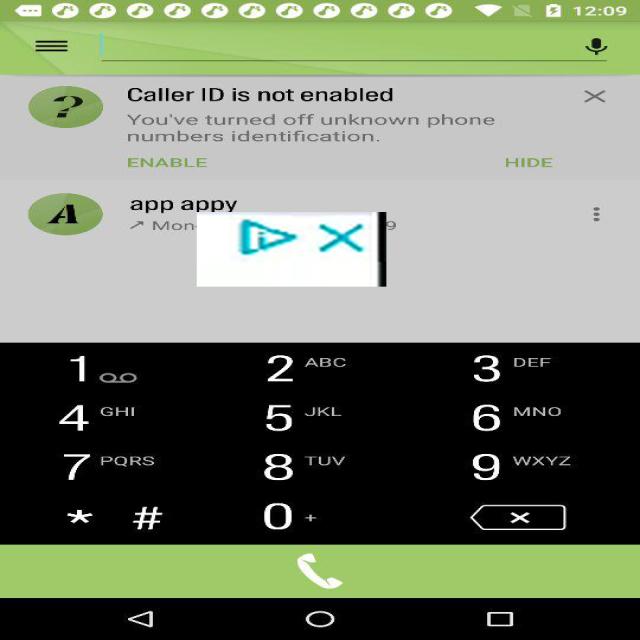 12:09
Caller ID is not enabled
You've turned off unknown phone
numbers identification.
ENABLE HIDE
? 
A app appy
Mon 9
1 2 ABC 3 DEF
4 GHI 5 JKL 6 MNO
7 PQRS 8 TUV 9 WXYZ
* # 0 +